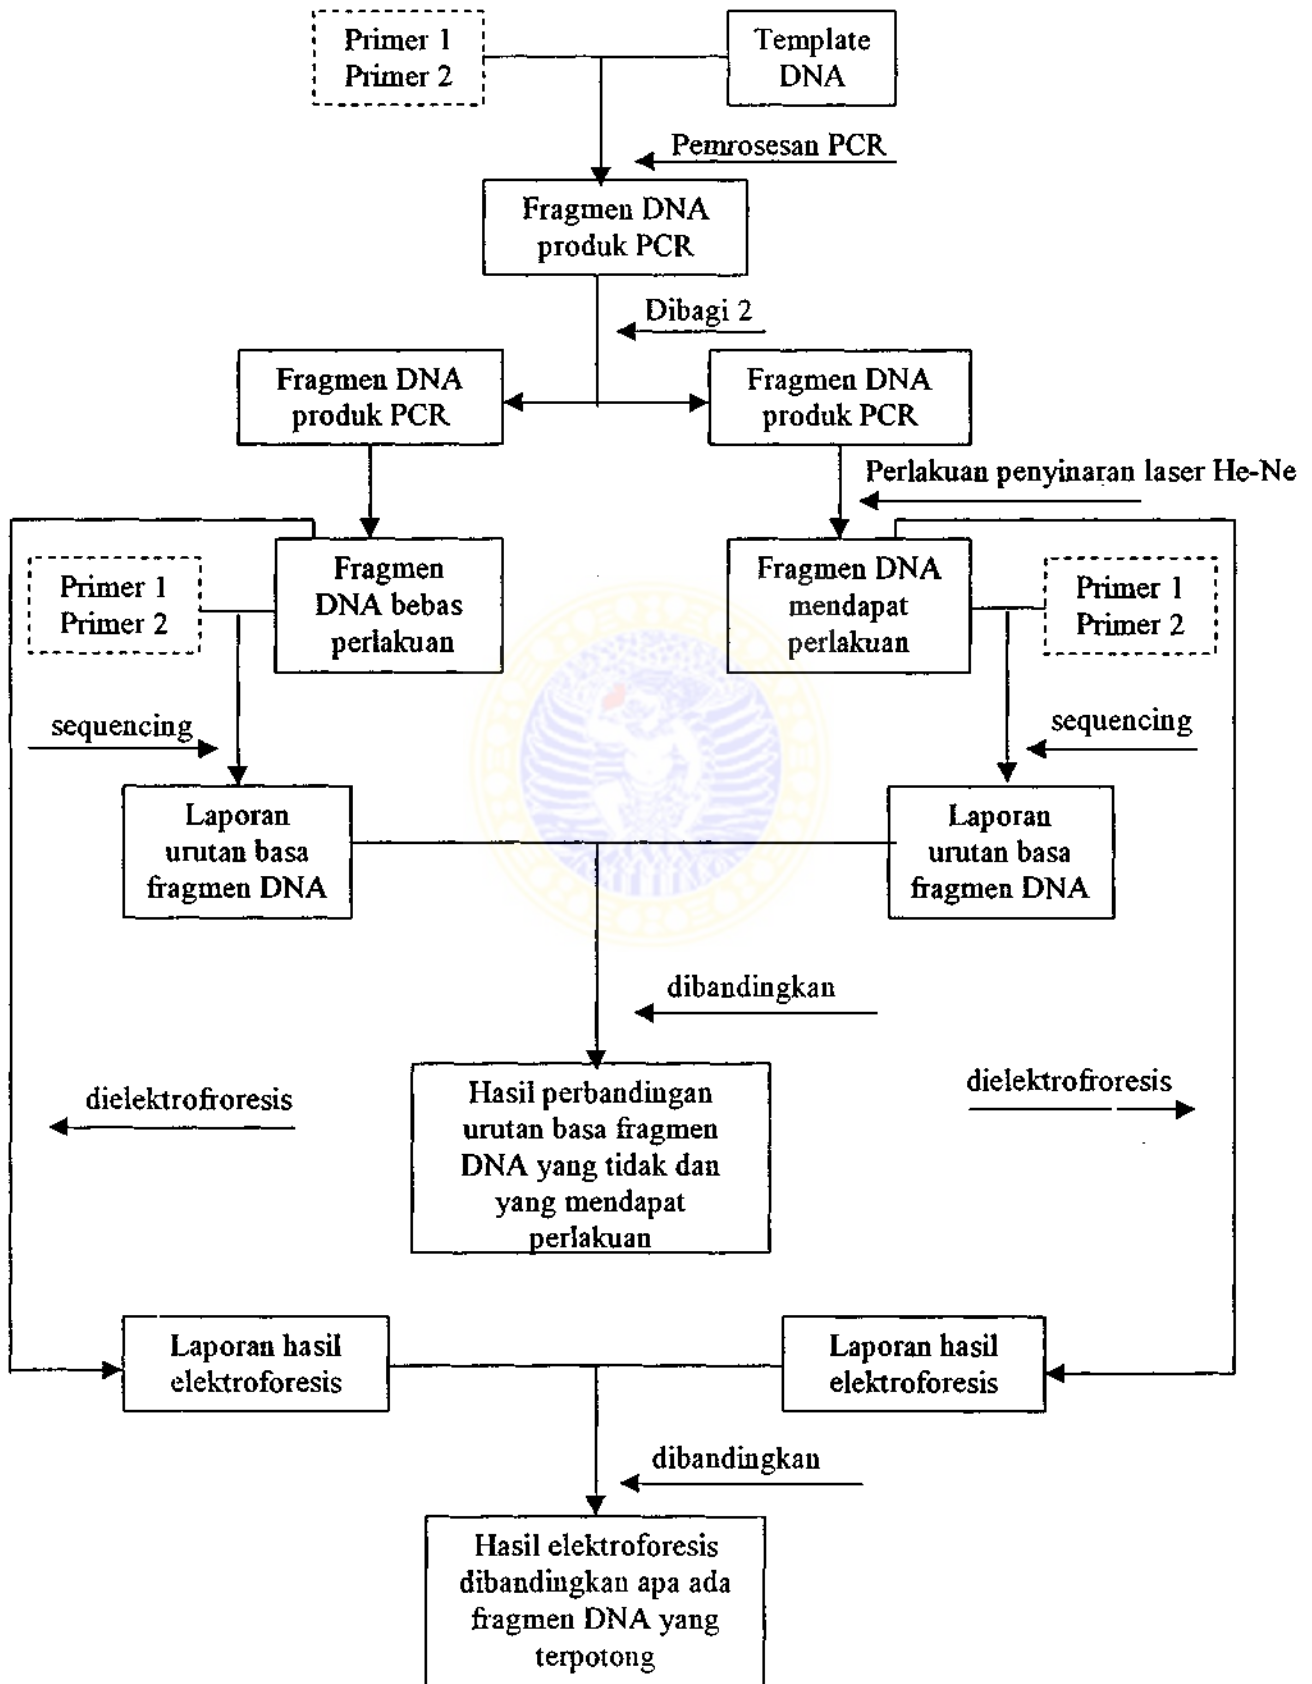 Primer 1
Primer 2
Template
DNA
Pemrosesan PCR
Fragmen DNA
produk PCR
Dibagi 2
Fragmen DNA
produk PCR
Fragmen DNA
produk PCR
Perlakuan penyinaran laser He-Ne
Primer 1
Primer 2
Fragmen
DNA bebas
perlakuan
Fragmen DNA
mendapat
perlakuan
Primer 1
Primer 2
sequencing
sequencing
Laporan
urutan basa
fragmen DNA
Laporan
urutan basa
fragmen DNA
dibandingkan
dielektrofroresis
Hasil perbandingan
urutan basa fragmen
DNA yang tidak dan
yang mendapat
perlakuan
dielektrofroresis
Laporan hasil
elektroforesis
Laporan hasil
elektroforesis
dibandingkan
Hasil elektroforesis
dibandingkan apa ada
fragmen DNA yang
terpotong